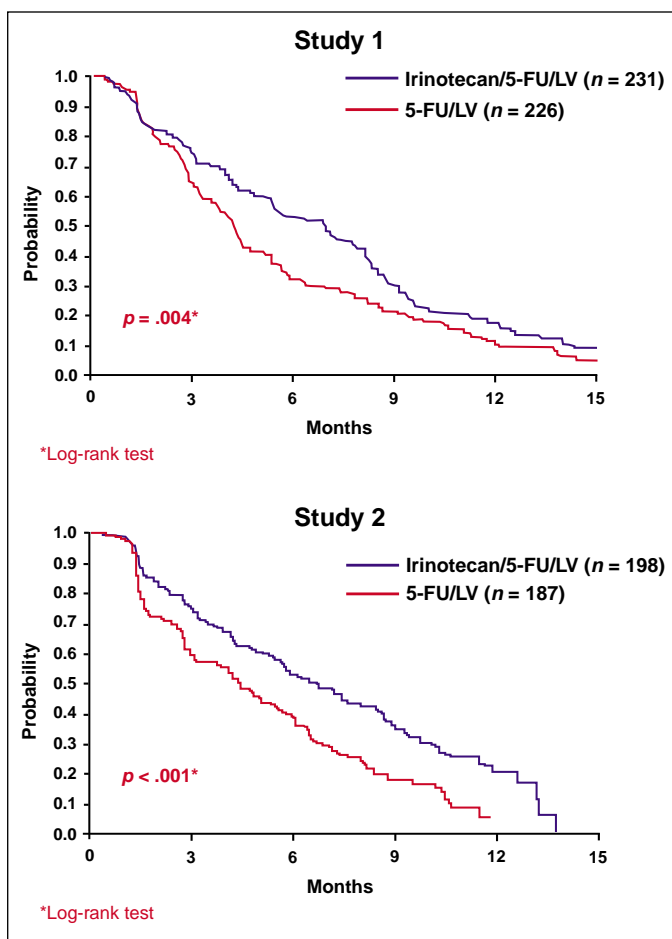 Study 1
Irinotecan/5-FU/LV (n = 231)
5-FU/LV (n = 226)
1.0
0.9
0.8
0.7
0.6
0.5
0.4
0.3
0.2
0.1
0.0
Probability
p = .004*
0 3 6 9 12 15
Months
*Log-rank test
Study 2
Irinotecan/5-FU/LV (n = 198)
5-FU/LV (n = 187)
1.0
0.9
0.8
0.7
0.6
0.5
0.4
0.3
0.2
0.1
0.0
Probability
p < .001*
0 3 6 9 12 15
Months
*Log-rank test